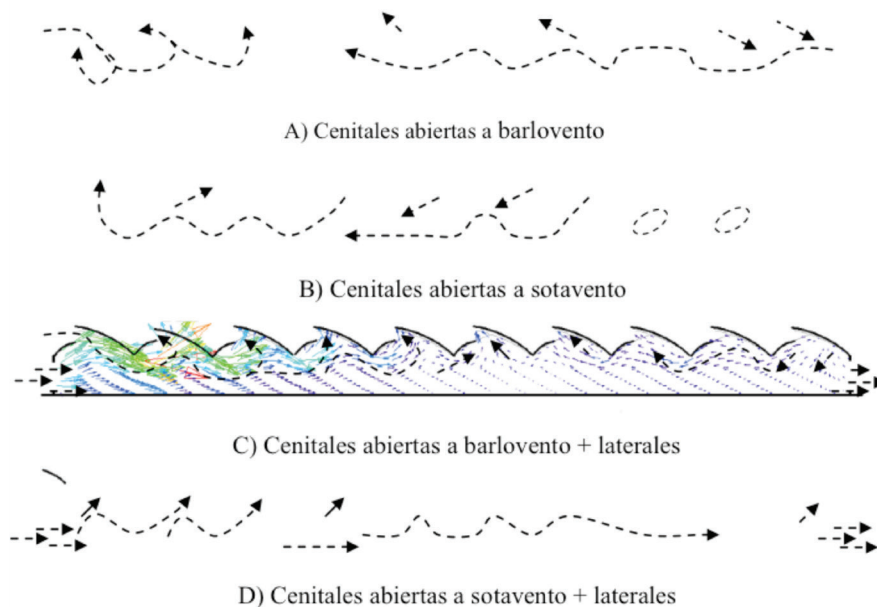 A) Cenitales abiertas a barlovento
B) Cenitales abiertas a sotavento
C) Cenitales abiertas a barlovento + laterales
D) Cenitales abiertas a sotavento + laterales